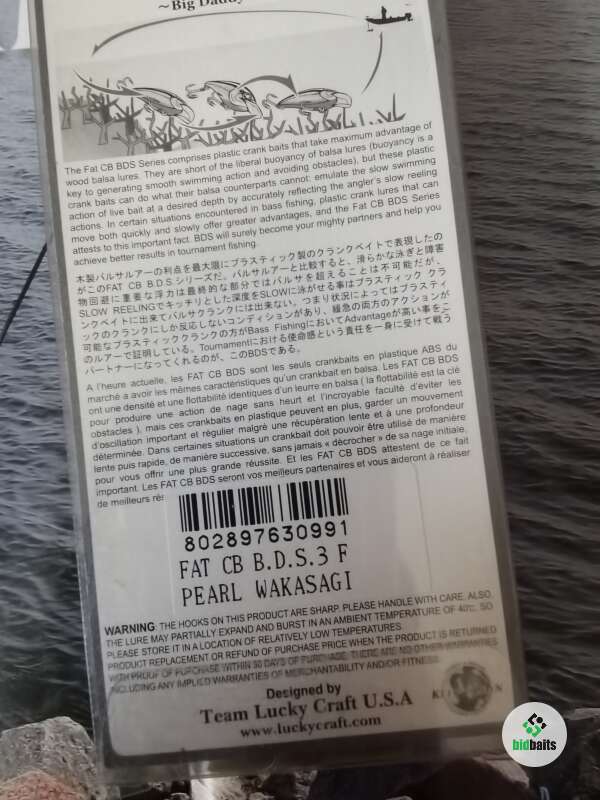 ~Big Daddy
The Fat CB BDS Series comprises plastic crank baits that take maximum advantage of
wood balsa lures. They are short of the liberal buoyancy of balsa lures (buoyancy is a
key to generating smooth swimming action and avoiding obstacles), but these plastic
crank baits can do what their balsa counterparts cannot: emulate the slow swimming
action of live bait at a desired depth by accurately reflecting the angler's slow reeling
actions. In certain situations encountered in bass fishing, plastic crank lures that can
move both quickly and slowly offer greater advantages, and the Fat CB BDS Series
attests to this important fact. BDS will surely become your mighty partners and help you
achieve better results in tournament fishing.
木製バルサルアーの利点を最大限にプラスティック製のクランクベイトで表現したの
がこのFAT CB B.D.S シリーズだ。バルサルアーと比較すると、滑らかな泳ぎと障害
物回避に重要な浮力は最終的な部分ではバルサを超えることは不可能だが、
SLOW REELINGでキッチリとした深度をSLOWに泳がせる事はプラスティック クラ
ンクベイトに出来てバルサクランクには出来ない。つまり状況によってはプラスティ
ックのクランクにしか反応しないコンディションがあり、緩急の両方のアクションが
可能なプラスティッククランクの方がBass FishingにおいてAdvantageが高い事をこ
のルアーで証明している。Tournamentにおける使命感という責任を一身に受けて戦う
パートナーになってくれるのが、このBDSである。
A l'heure actuelle, les FAT CB BDS sont les seuls crankbaits en plastique ABS du
marché a avoir les mèmes caractéristiques qu'un crankbait en balsa. Les FAT CB BDS
ont une densité et une flottabilité identiques d'un leurre en balsa ( la flottabilité est la clé
pour produire une action de nage sans heurt et l'incroyable faculté d'éviter les
obstacles ), mais ces crankbaits en plastique peuvent en plus, garder un mouvement
d'oscillation important et régulier malgré une récupération lente et à une profondeur
déterminée. Dans certaines situations un crankbait doit pouvoir être utilisé de manière
lente puis rapide, de manière successive, sans jamais « décrocher » de sa nage initiale,
pour vous offrir une plus grande réussite. Et les FAT CB BDS attestent de ce fait
important. Les FAT CB BDS seront vos meilleurs partenaires et vous aideront à réaliser
de meilleurs rés
802897630991
FAT CB B.D.S.3 F
PEARL WAKASAGI
WARNING: THE HOOKS ON THIS PRODUCT ARE SHARP. PLEASE HANDLE WITH CARE. ALSO,
THE LURE MAY PARTIALLY EXPAND AND BURST IN AN AMBIENT TEMPERATURE OF 40℃, SO
PLEASE STORE IT IN A LOCATION OF RELATIVELY LOW TEMPERATURES.
PRODUCT REPLACEMENT OR REFUND OF PURCHASE PRICE WHEN THE PRODUCT IS RETURNED
WITH PROOF OF PURCHASE WITHIN 30 DAYS OF PURCHASE. THERE ARE NO OTHER WARRANTIES
INCLUDING ANY IMPLIED WARRANTIES OF MERCHANTABILITY AND/OR FITNESS.
Designed by
Team Lucky Craft U.S.A
www.luckycraft.com
bidbaits